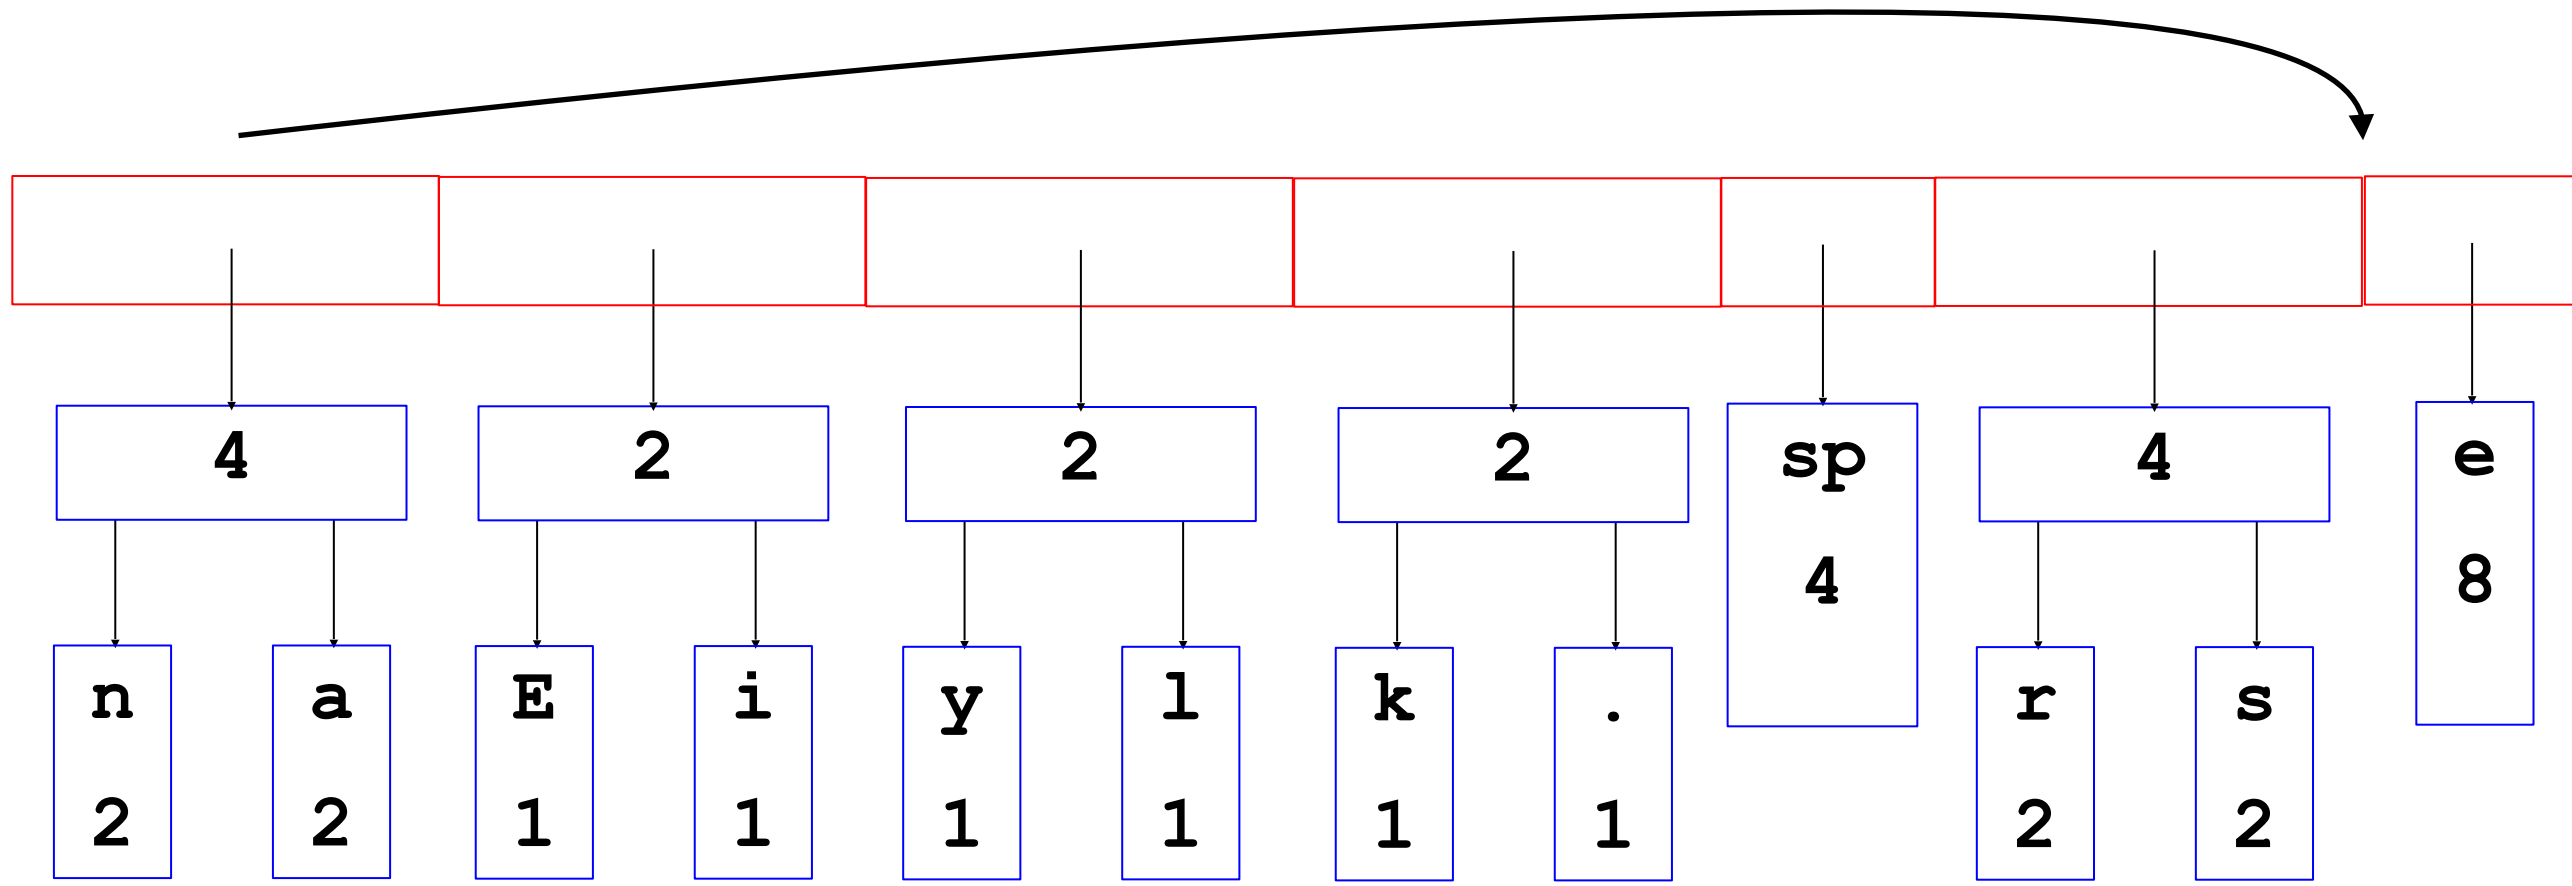 4 2 2 2 sp 4 e
4 8
n a E i y l k . r s
2 2 1 1 1 1 1 1 2 2